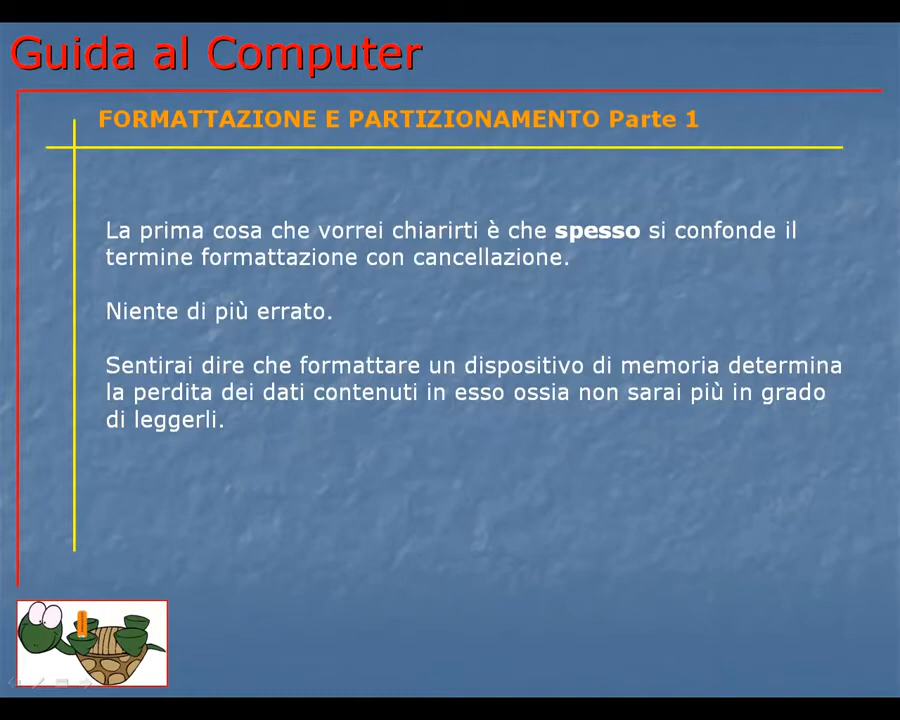 Guida al Computer
FORMATTAZIONE E PARTIZIONAMENTO Parte 1
La prima cosa che vorrei chiarirti è che spesso si confonde il
termine formattazione con cancellazione.
Niente di più errato.
Sentirai dire che formattare un dispositivo di memoria determina
la perdita dei dati contenuti in esso ossia non sarai più in grado
di leggerli.